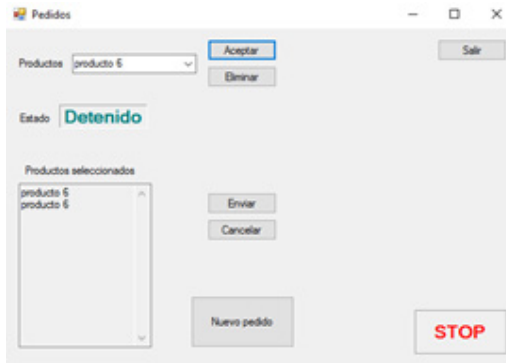 Pedidos
Productos producto 6
Aceptar
Salir
Eliminar
Estado Detenido
Productos seleccionados
producto 6
producto 6
Enviar
Cancelar
Nuevo pedido
STOP